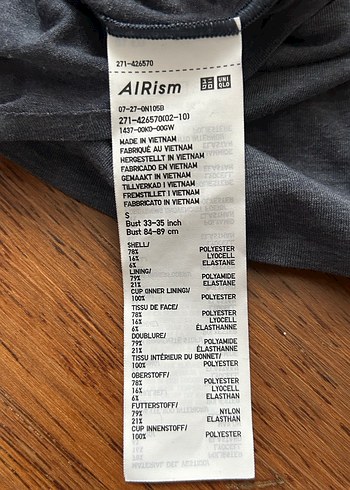 271-426570
AIRism UNI QLO
07-27-0N105B
271-426570(02-10)
1437-00K0-00GW
MADE IN VIETNAM
FABRIQUÉ AU VIETNAM
HERGESTELLT IN VIETNAM
FABRICADO EN VIETNAM
GEMAAKT IN VIETNAM
TILLVERKAD I VIETNAM
FREMSTILLET I VIETNAM
FABBRICATO IN VIETNAM
S
Bust 33-35 inch
Bust 84-89 cm
SHELL/
78% POLYESTER
16% LYOCELL
6% ELASTANE
LINING/
79% POLYAMIDE
21% ELASTANE
CUP (INNER LINING)/
100% POLYESTER
TISSU DE FACE/
78% POLYESTER
16% LYOCELL
6% ÉLASTHANNE
DOUBLURE/
79% POLYAMIDE
21% ÉLASTHANNE
TISSU INTÉRIEUR DU BONNET/
100% POLYESTER
OBERSTOFF/
78% POLYESTER
16% LYOCELL
6% ELASTHAN
FUTTERSTOFF/
79% NYLON
21% ELASTHAN
CUP INNENSTOFF/
100% POLYESTER